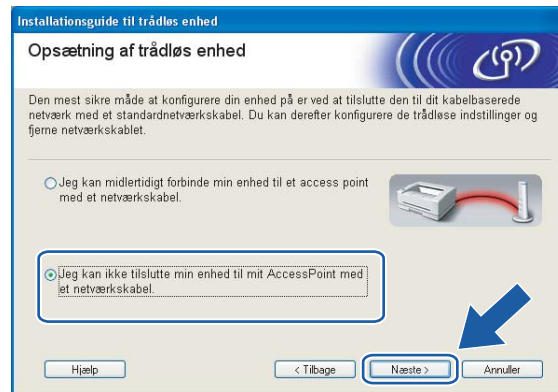 Installationsguide til trådløs enhed
Opsætning af trådløs enhed
Den mest sikre måde at konfigurere din enhed på er ved at tilslutte den til dit kabelbaserede
netværk med et standardnetværkskabel. Du kan derefter konfigurere de trådløse indstillinger og
fjerne netværkskablet.
Jeg kan midlertidigt forbinde min enhed til et access point
med et netværkskabel.
Jeg kan ikke tilslutte min enhed til mit AccessPoint med
et netværkskabel.
Hjælp
< Tilbage
Næste >
Annuller